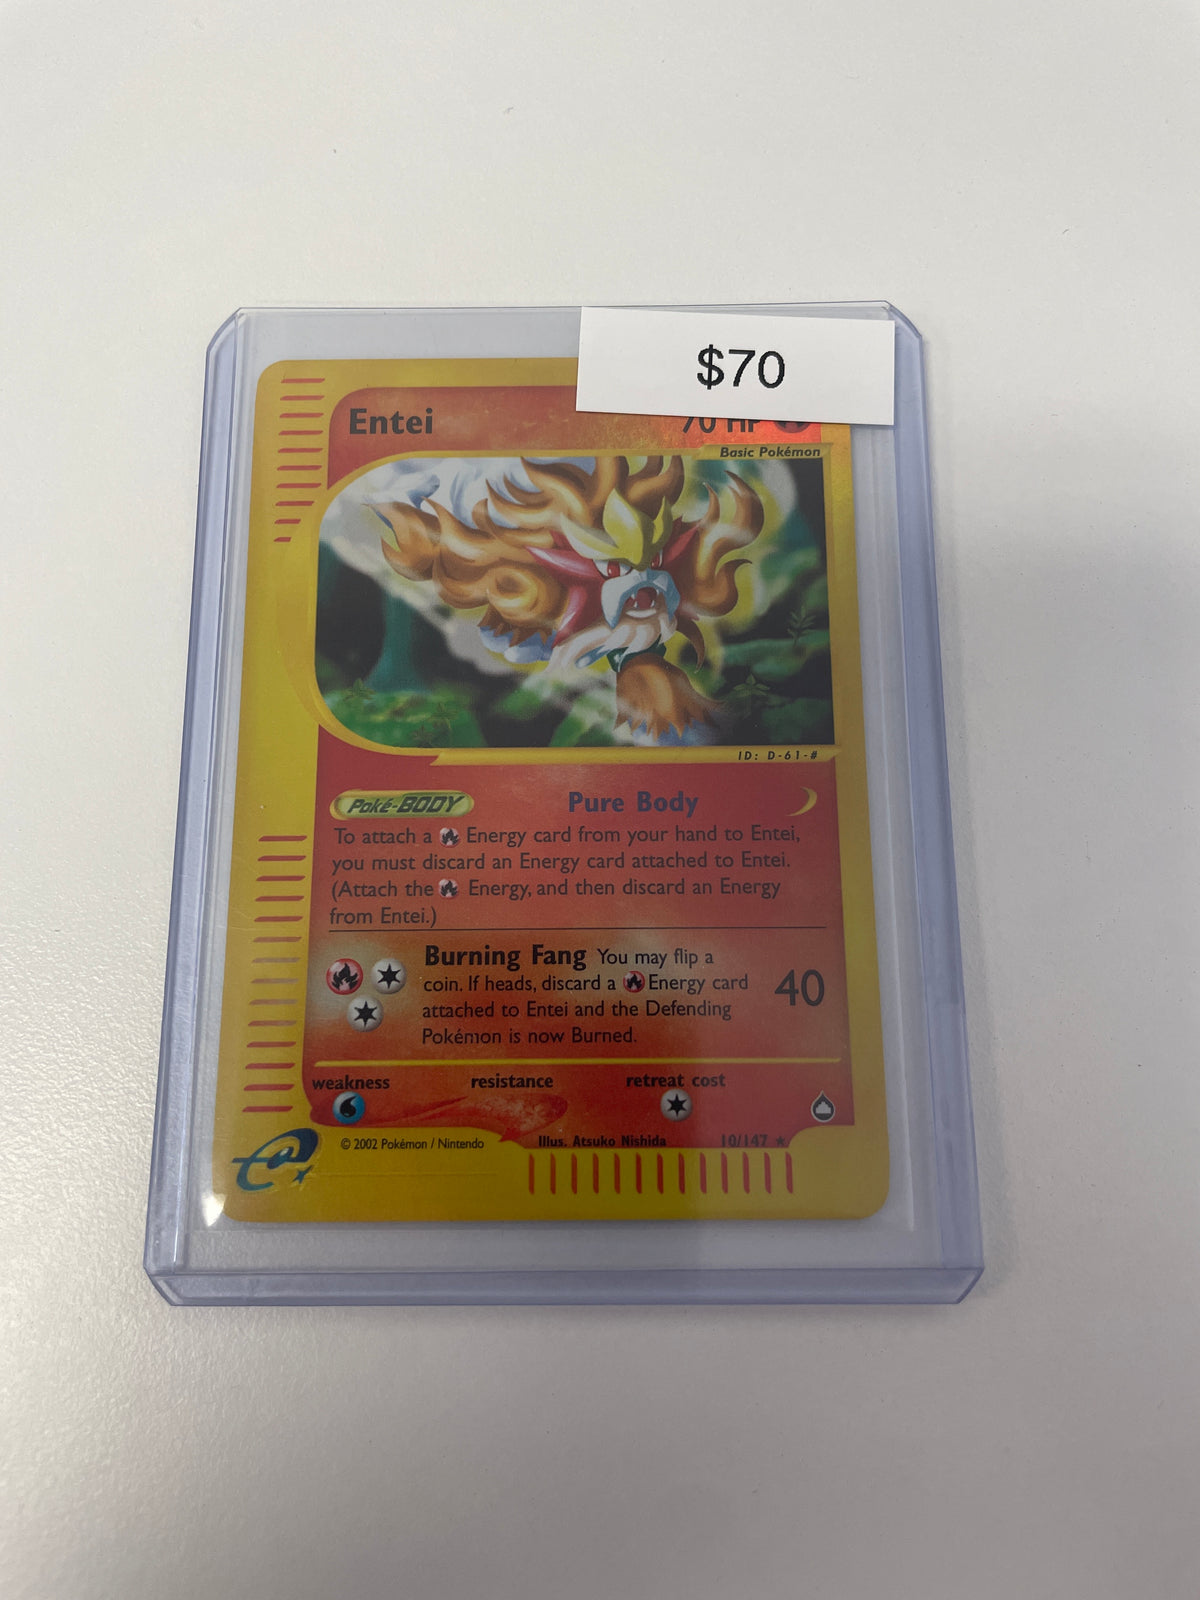 $70
Entei
70 HP
Basic Pokémon
ID: D-61-#
Poké-BODY Pure Body
To attach a Energy card from your hand to Entei,
you must discard an Energy card attached to Entei.
(Attach the Energy, and then discard an Energy
from Entei.)
Burning Fang You may flip a
coin. If heads, discard a Energy card
attached to Entei and the Defending
Pokémon is now Burned.
40
weakness resistance retreat cost
© 2002 Pokémon / Nintendo Illus. Atsuko Nishida 10/147 ★